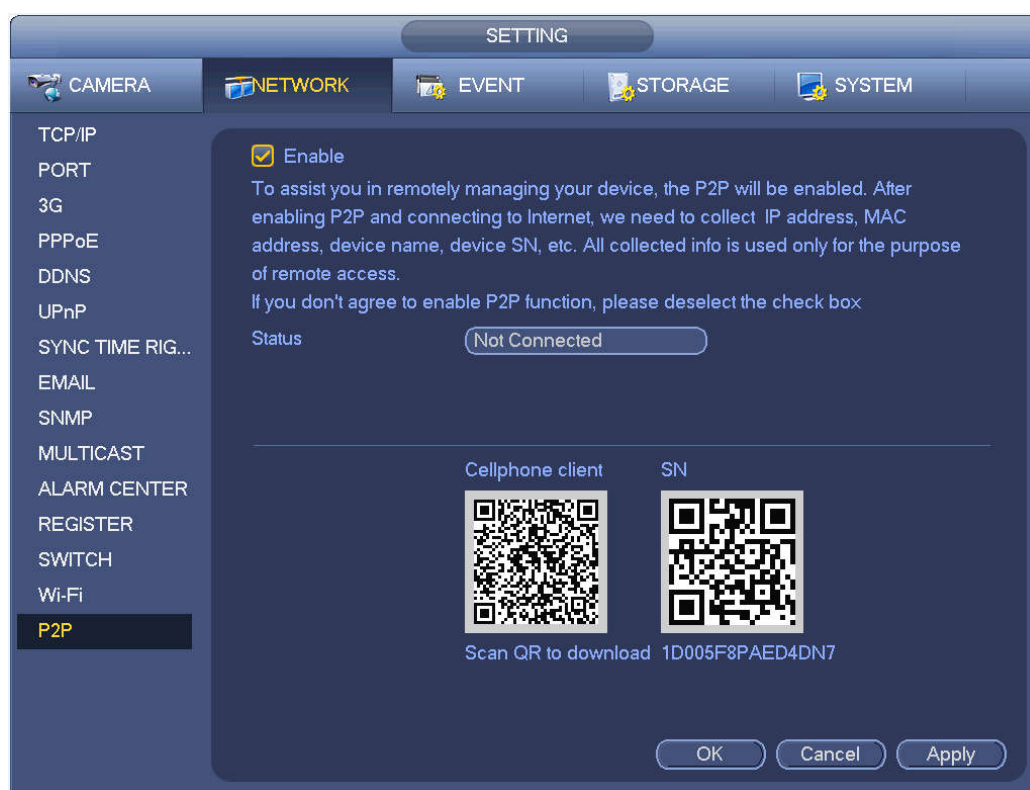 SETTING
CAMERA
NETWORK
EVENT
STORAGE
SYSTEM
TCP/IP
PORT
3G
PPPoE
DDNS
UPnP
SYNC TIME RIG...
EMAIL
SNMP
MULTICAST
ALARM CENTER
REGISTER
SWITCH
Wi-Fi
P2P
Enable
To assist you in remotely managing your device, the P2P will be enabled. After
enabling P2P and connecting to Internet, we need to collect IP address, MAC
address, device name, device SN, etc. All collected info is used only for the purpose
of remote access.
If you don't agree to enable P2P function, please deselect the check box
Status
Not Connected
Cellphone client
SN
Scan QR to download
1D005F8PAED4DN7
OK
Cancel
Apply